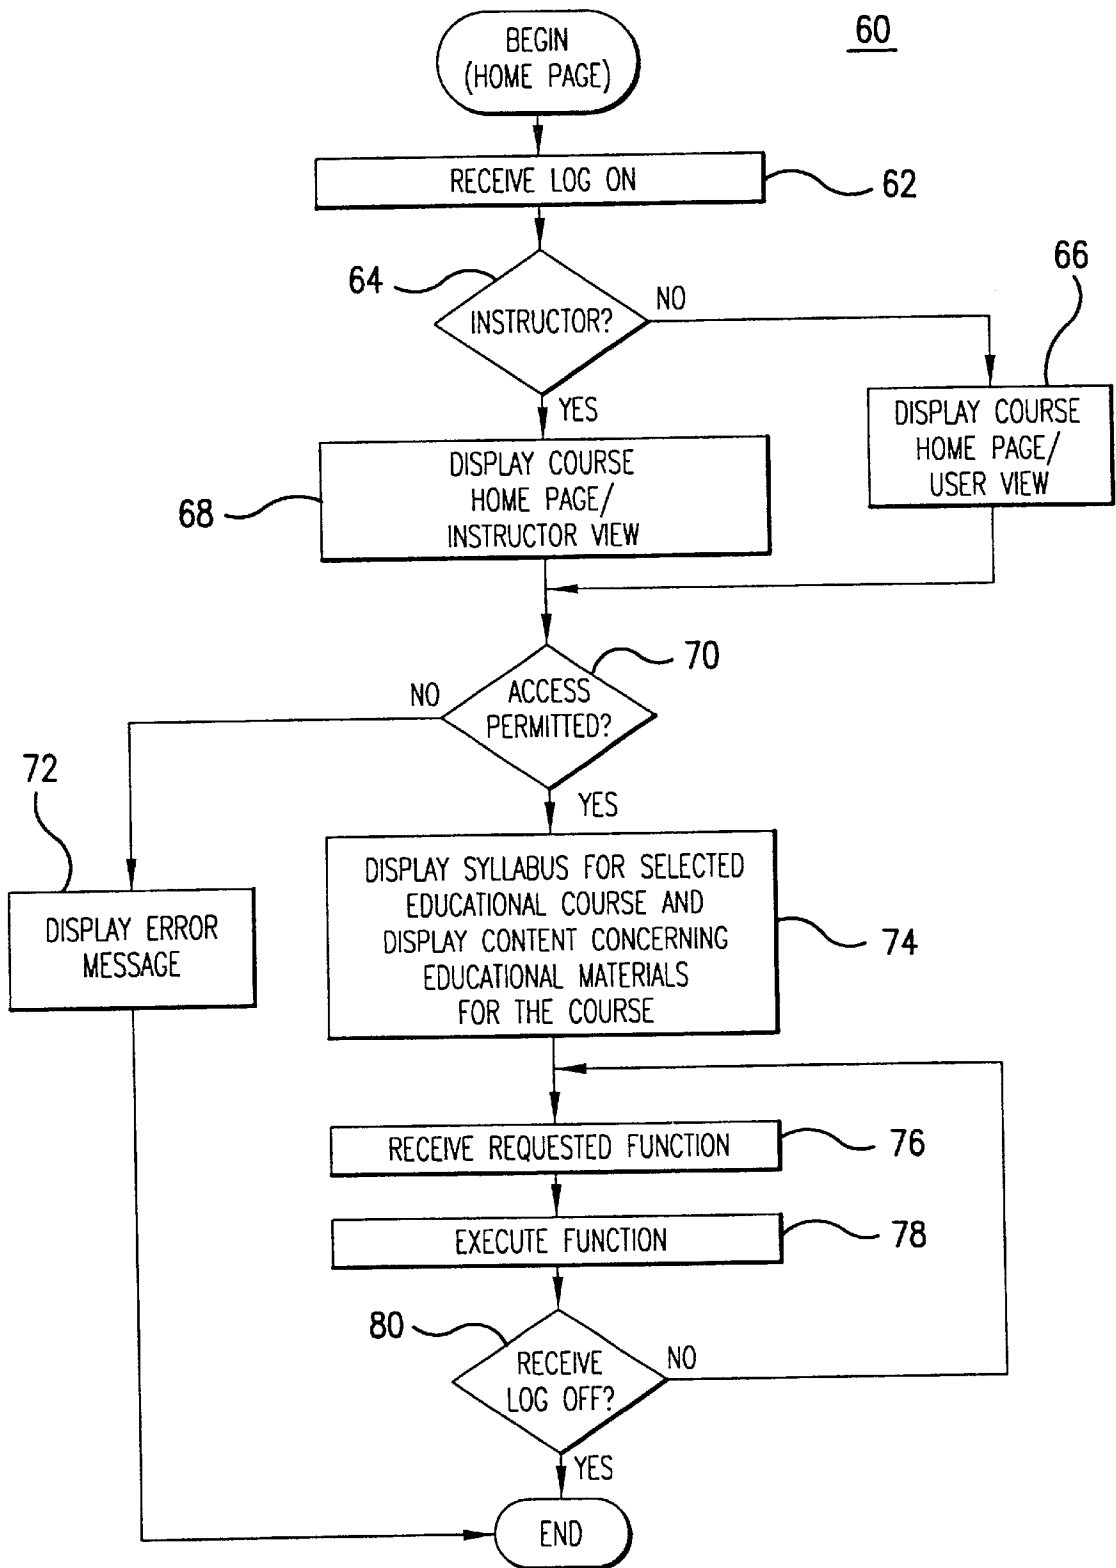 60
BEGIN
(HOME PAGE)
RECEIVE LOG ON
62
64
INSTRUCTOR?
NO
66
YES
DISPLAY COURSE
HOME PAGE/
USER VIEW
68
DISPLAY COURSE
HOME PAGE/
INSTRUCTOR VIEW
70
ACCESS
PERMITTED?
NO
72
YES
DISPLAY ERROR
MESSAGE
DISPLAY SYLLABUS FOR SELECTED
EDUCATIONAL COURSE AND
DISPLAY CONTENT CONCERNING
EDUCATIONAL MATERIALS
FOR THE COURSE
74
RECEIVE REQUESTED FUNCTION
76
EXECUTE FUNCTION
78
80
RECEIVE
LOG OFF?
NO
YES
END